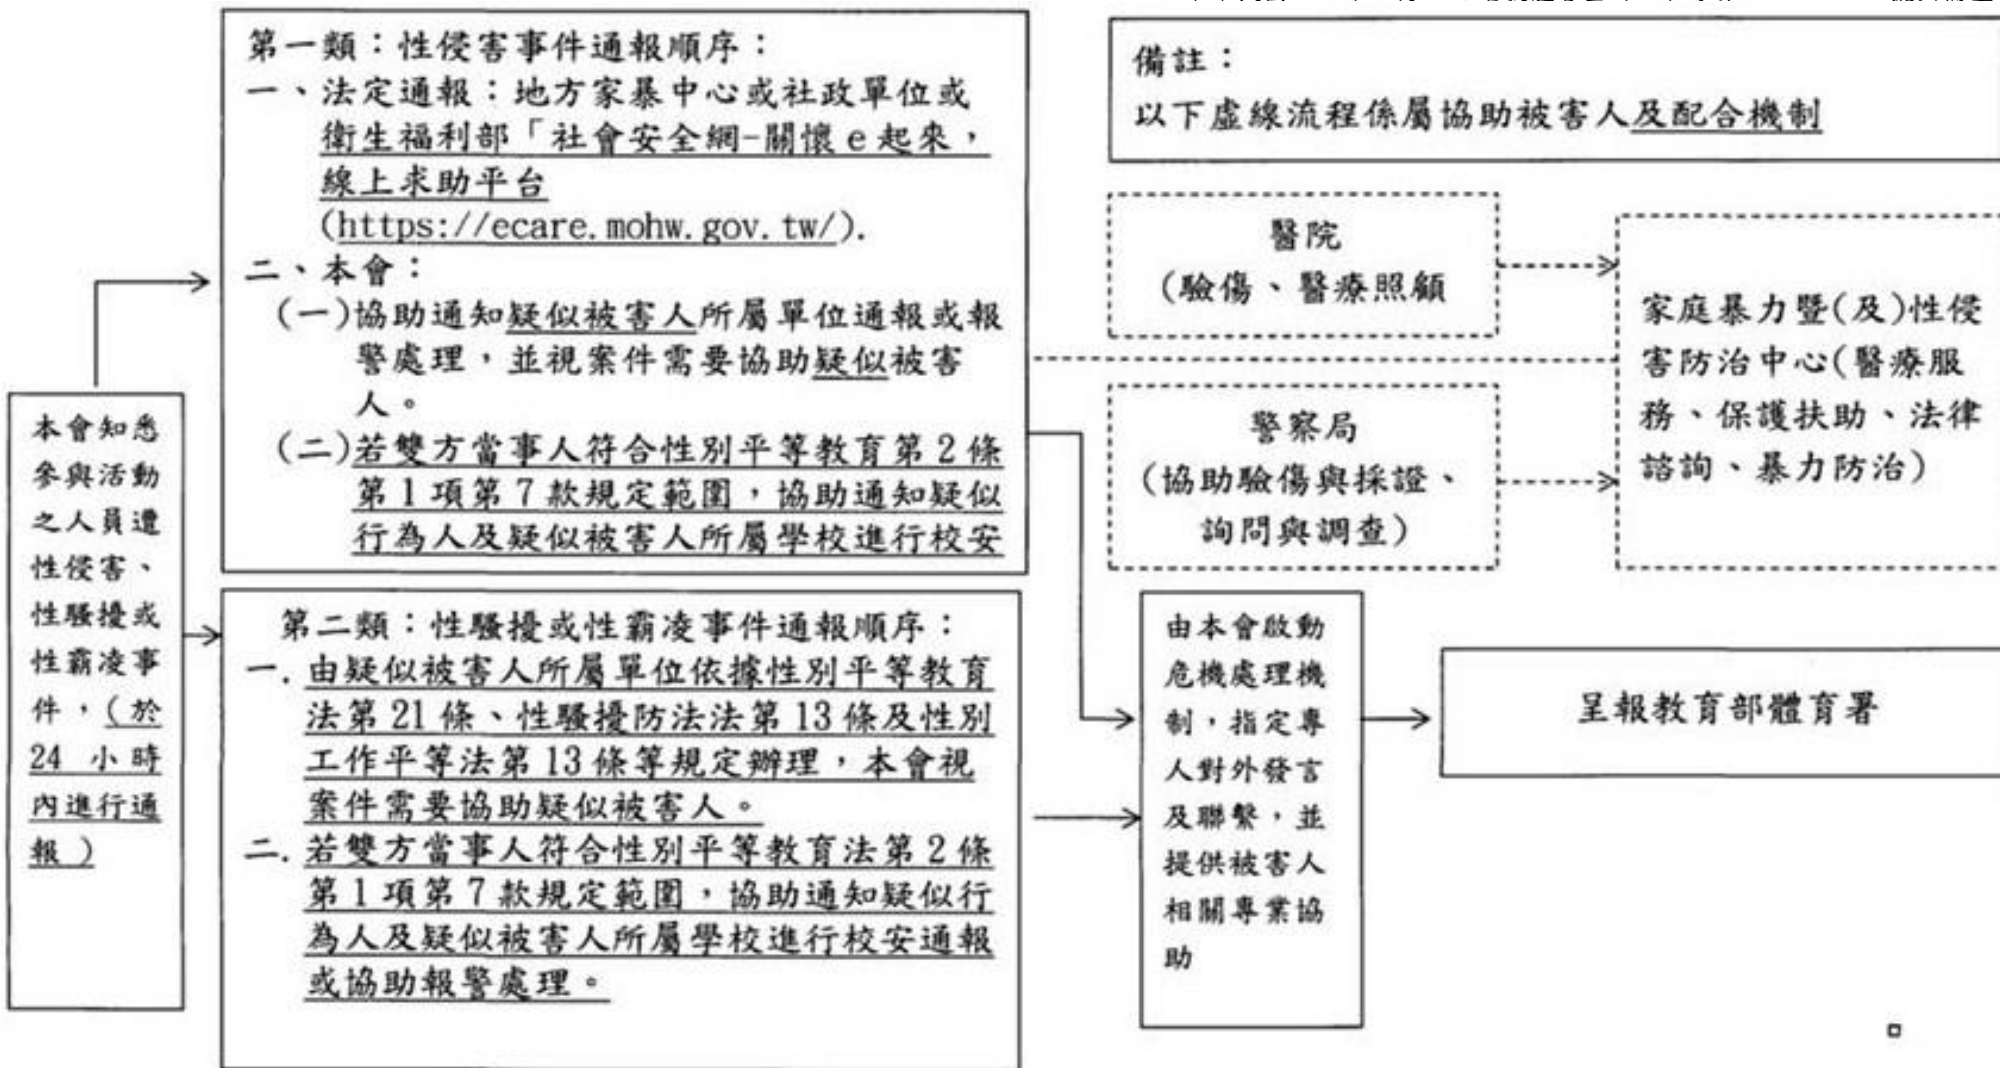 本會知悉
參與活動
之人員遭
性侵害、
性騷擾或
性霸凌事
件，(於
24 小時
內進行通
報)
第一類：性侵害事件通報順序：
一、法定通報：地方家暴中心或社政單位或
衛生福利部「社會安全網-關懷 e 起來，
線上求助平台
(https://ecare.mohw.gov.tw/).
二、本會：
(一)協助通知疑似被害人所屬單位通報或報
警處理，並視案件需要協助疑似被害
人。
(二)若雙方當事人符合性別平等教育第 2 條
第 1 項第 7 款規定範圍，協助通知疑似
行為人及疑似被害人所屬學校進行校安
第二類：性騷擾或性霸凌事件通報順序：
一. 由疑似被害人所屬單位依據性別平等教育
法第 21 條、性騷擾防法法第 13 條及性別
工作平等法第 13 條等規定辦理，本會視
案件需要協助疑似被害人。
二. 若雙方當事人符合性別平等教育法第 2 條
第 1 項第 7 款規定範圍，協助通知疑似行
為人及疑似被害人所屬學校進行校安通報
或協助報警處理。
備註：
以下虛線流程係屬協助被害人及配合機制
醫院
(驗傷、醫療照顧
警察局
(協助驗傷與採證、
詢問與調查)
家庭暴力暨(及)性侵
害防治中心(醫療服
務、保護扶助、法律
諮詢、暴力防治)
由本會啟動
危機處理機
制，指定專
人對外發言
及聯繫，並
提供被害人
相關專業協
助
呈報教育部體育署